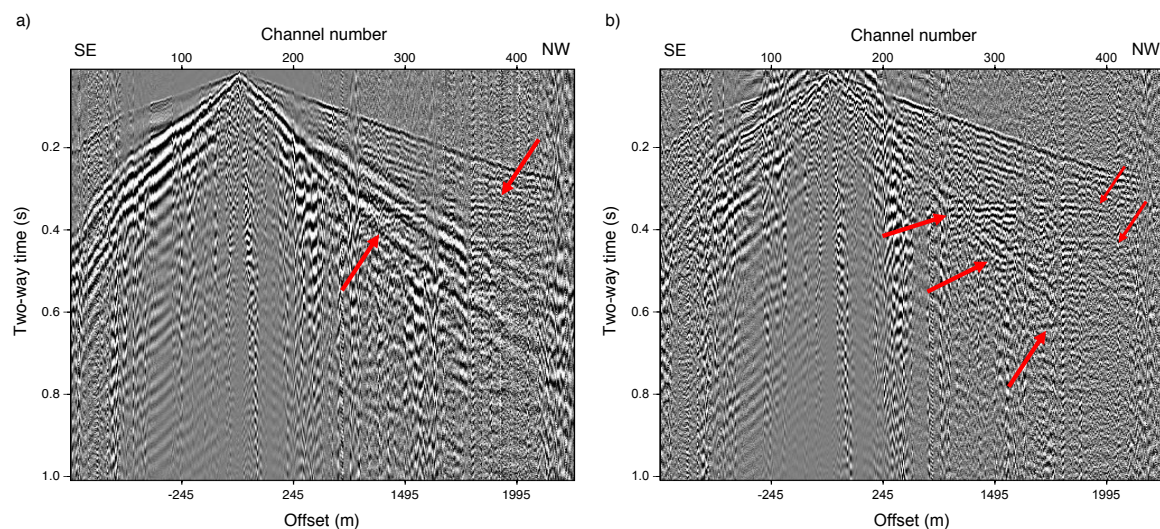 a)
Channel number
SE
NW
100 200 300 400
0.2
0.4
0.6
0.8
1.0
Two-way time (s)
-245 245 1495 1995
Offset (m)
b)
Channel number
SE
NW
100 200 300 400
0.2
0.4
0.6
0.8
1.0
Two-way time (s)
-245 245 1495 1995
Offset (m)